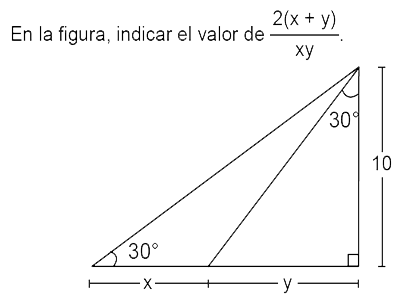 En la figura, indicar el valor de 2(x + y)/xy.
30°
10
30°
x
y